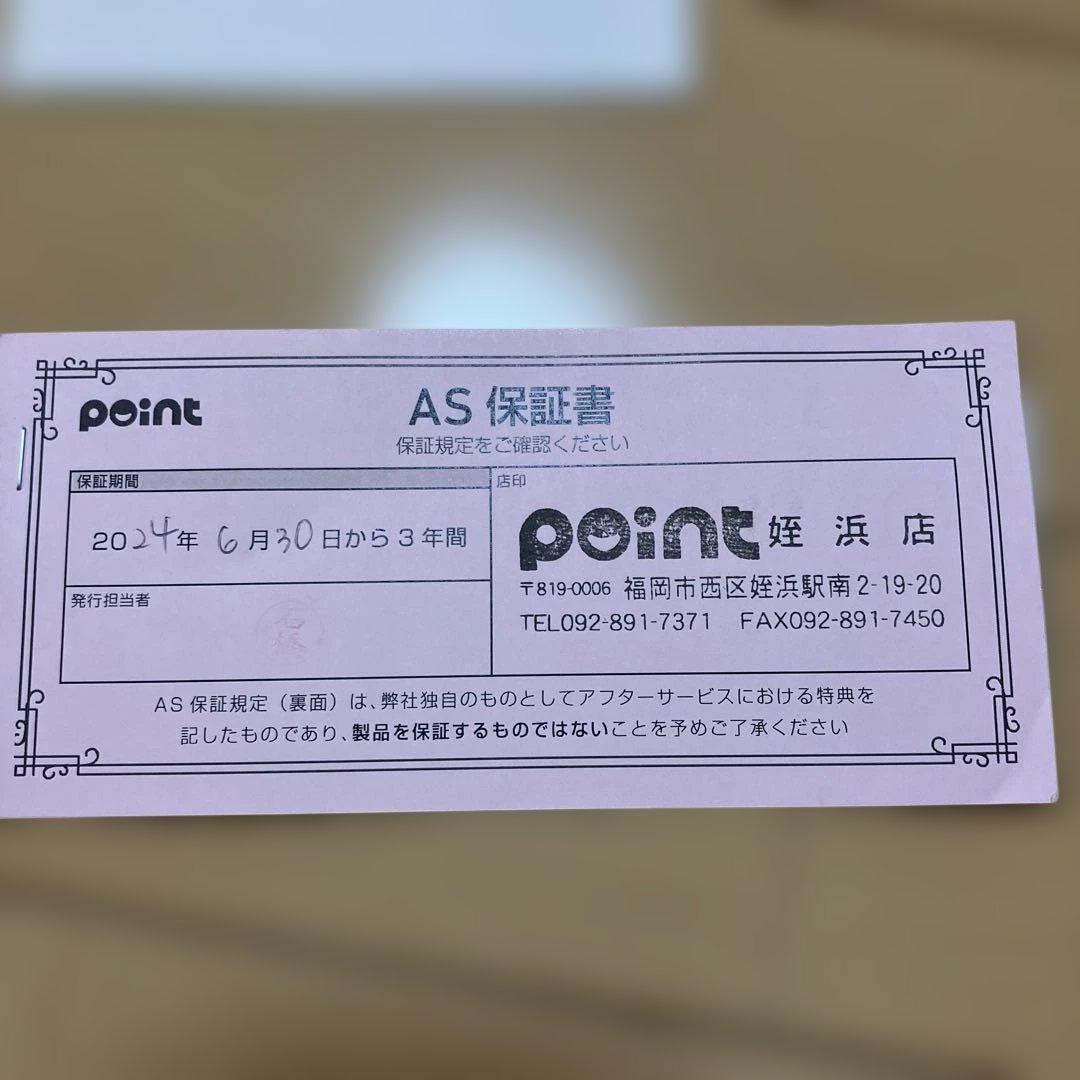 point
AS 保証書
保証規定をご確認ください
保証期間
2024年 6月30日から3年間
発行担当者
店印
point 姪浜店
〒819-0006 福岡市西区姪浜駅南2-19-20
TEL092-891-7371 FAX092-891-7450
AS 保証規定（裏面）は、弊社独自のものとしてアフターサービスにおける特典を
記したものであり、製品を保証するものではないことを予めご了承ください